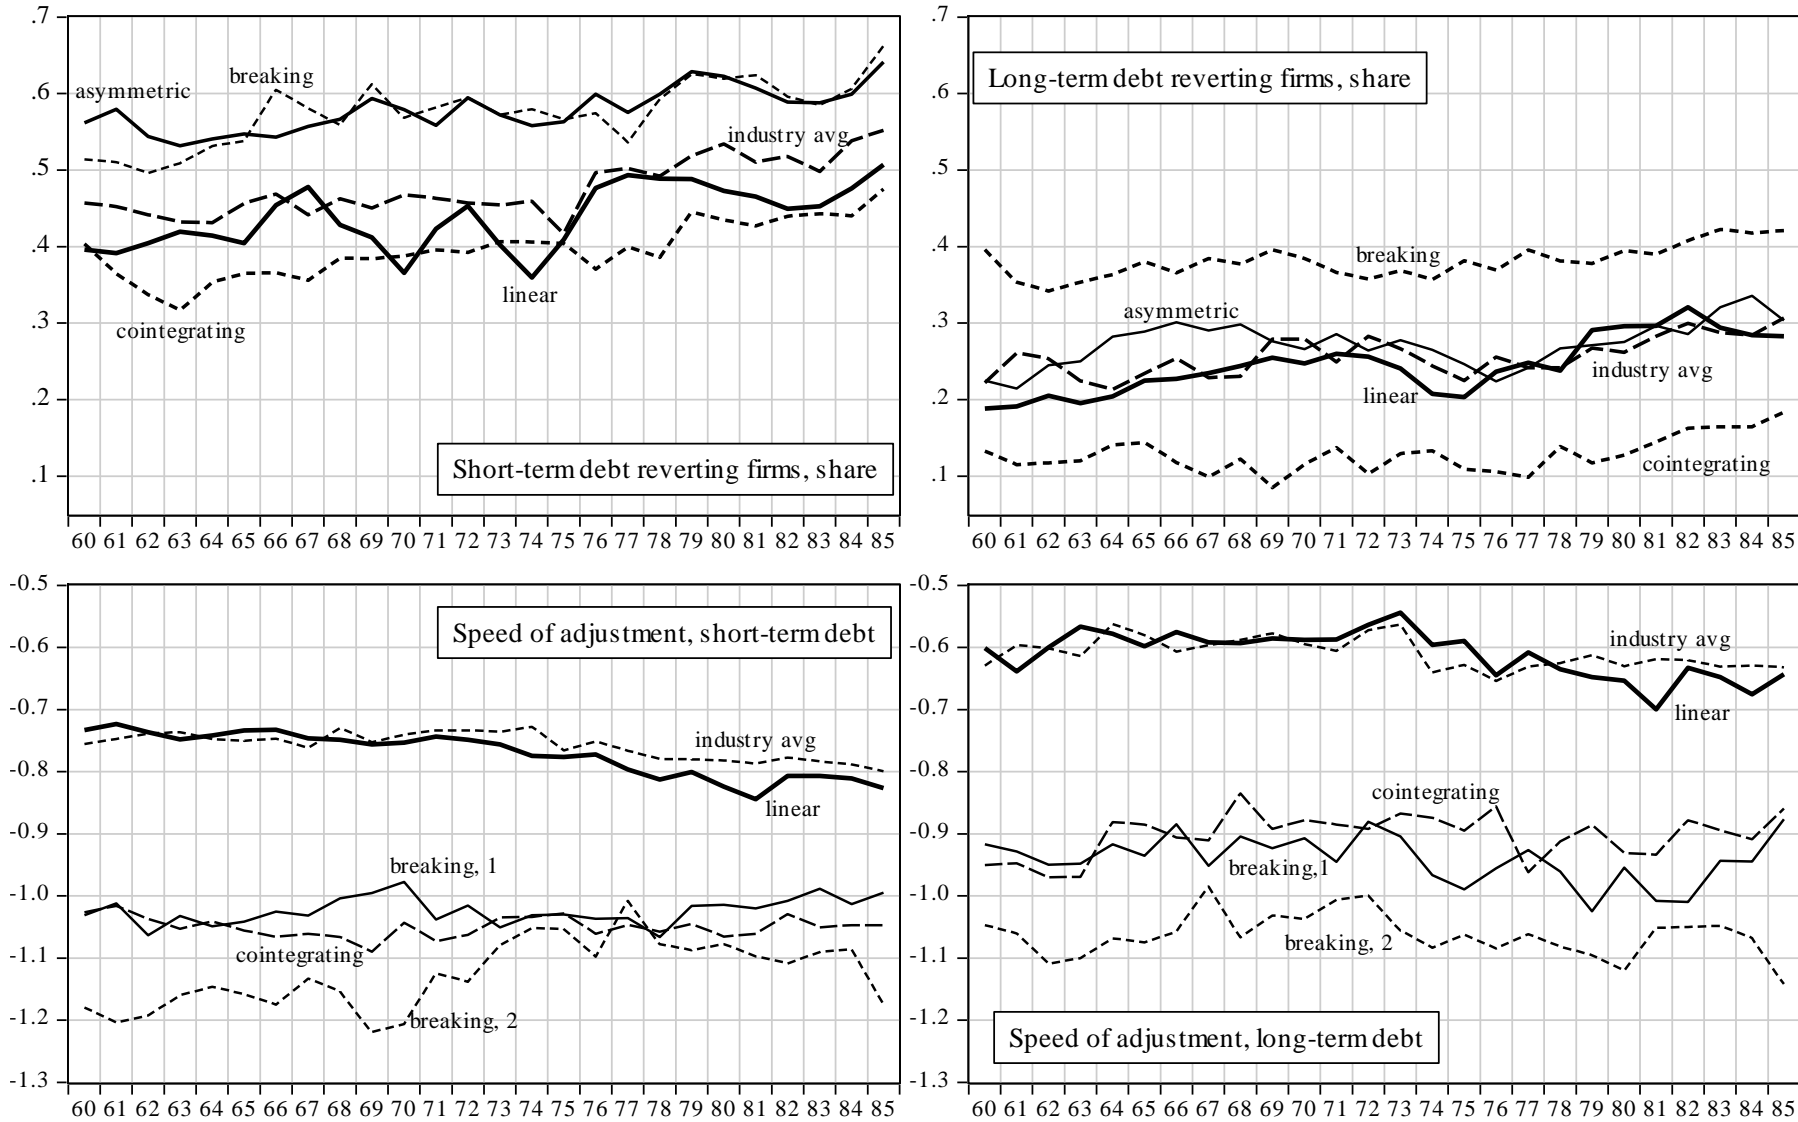 .7
.6
.5
.4
.3
.2
.1
asymmetric
breaking
industry avg
linear
cointegrating
Short-term debt reverting firms, share
60 61 62 63 64 65 66 67 68 69 70 71 72 73 74 75 76 77 78 79 80 81 82 83 84 85
.7
.6
.5
.4
.3
.2
.1
Long-term debt reverting firms, share
breaking
asymmetric
industry avg
linear
cointegrating
60 61 62 63 64 65 66 67 68 69 70 71 72 73 74 75 76 77 78 79 80 81 82 83 84 85
-0.5
-0.6
-0.7
-0.8
-0.9
-1.0
-1.1
-1.2
-1.3
Speed of adjustment, short-term debt
industry avg
linear
breaking, 1
cointegrating
breaking, 2
60 61 62 63 64 65 66 67 68 69 70 71 72 73 74 75 76 77 78 79 80 81 82 83 84 85
-0.5
-0.6
-0.7
-0.8
-0.9
-1.0
-1.1
-1.2
-1.3
industry avg
linear
cointegrating
breaking,1
breaking, 2
Speed of adjustment, long-term debt
60 61 62 63 64 65 66 67 68 69 70 71 72 73 74 75 76 77 78 79 80 81 82 83 84 85